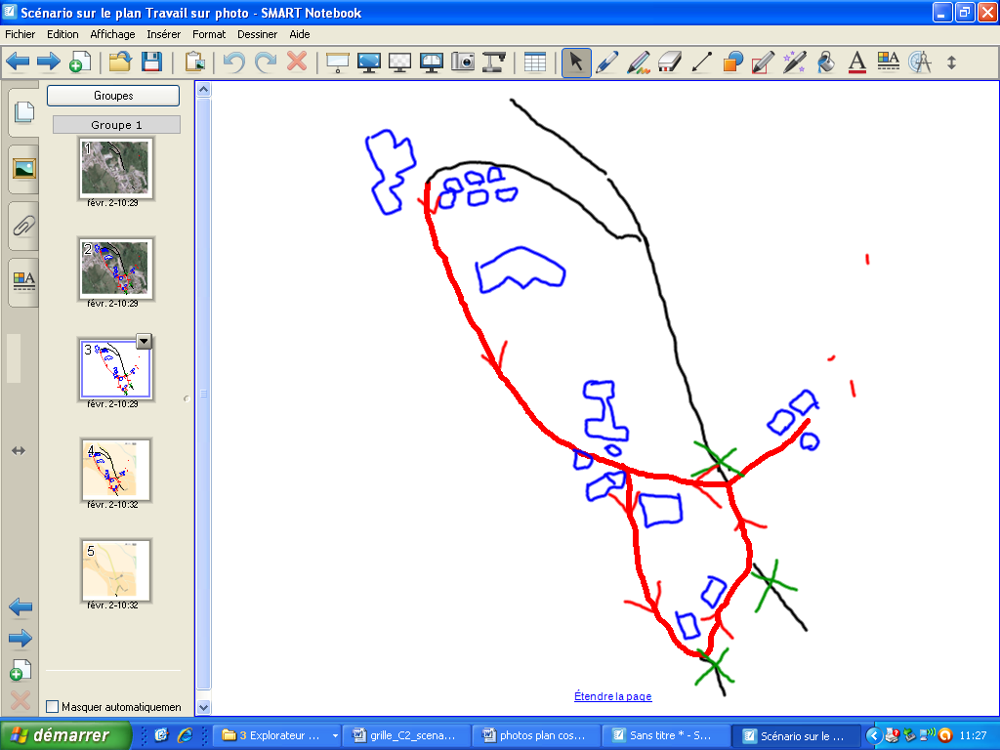 Scénario sur le plan Travail sur photo - SMART Notebook
Fichier Edition Affichage Insérer Format Dessiner Aide
Groupes
Groupe 1
1
févr. 2-10:29
2
févr. 2-10:29
3
févr. 2-10:29
4
févr. 2-10:32
5
févr. 2-10:32
Masquer automatiquemen
Étendre la page
démarrer
3 Explorateur ...
grille_C2_scena...
photos plan cos...
Sans titre * - S...
Scénario sur le ...
11:27